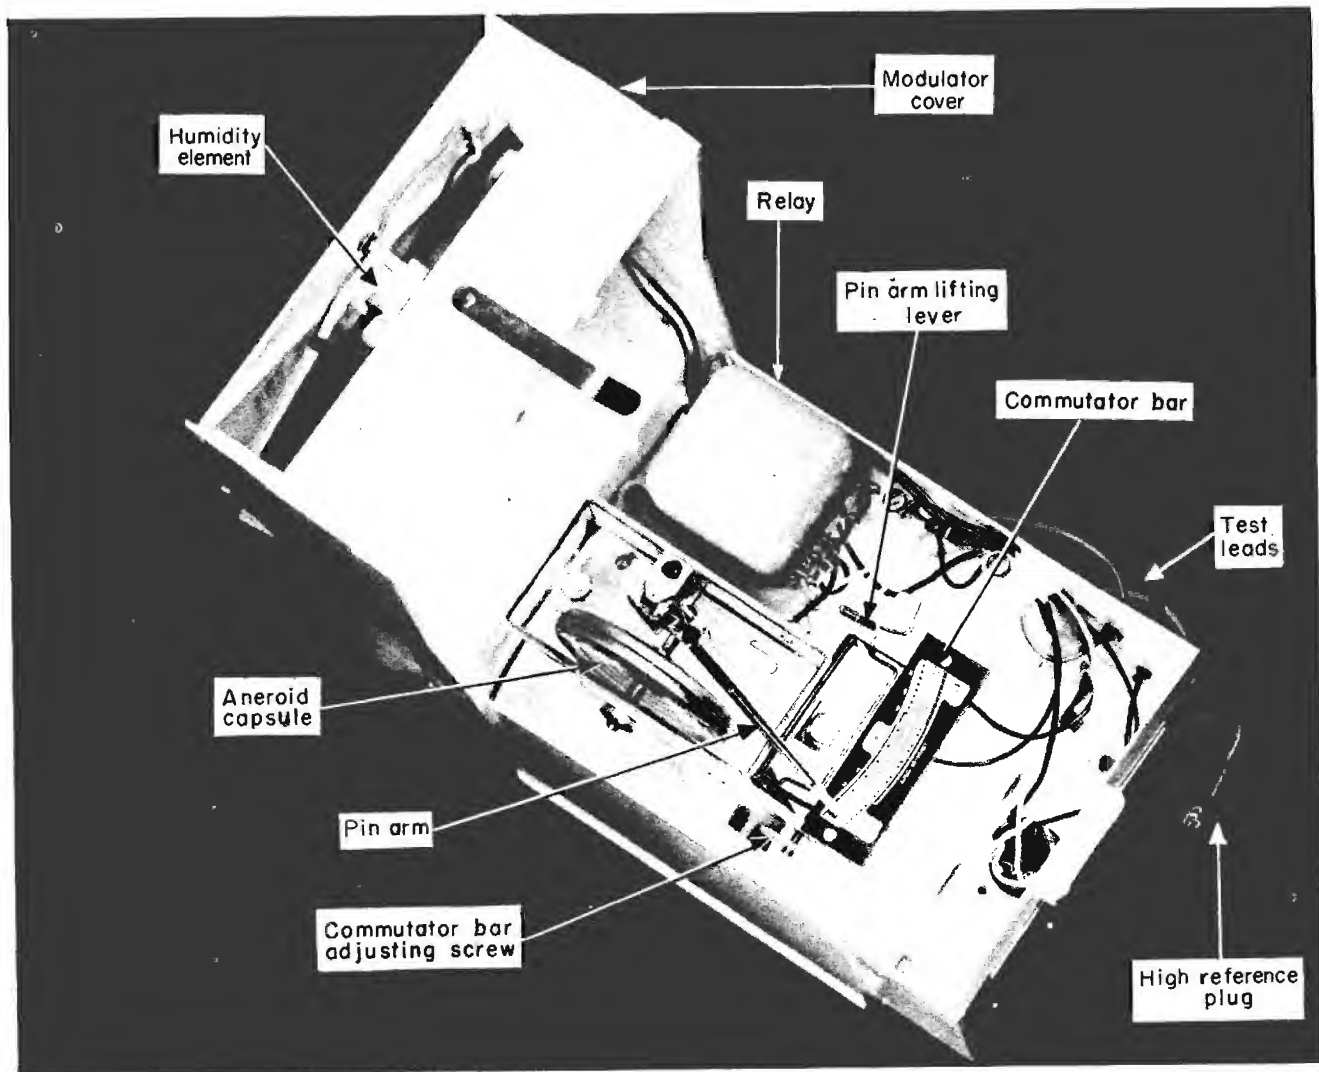 Modulator
cover
Humidity
element
Relay
Pin arm lifting
lever
Commutator bar
Test
leads
Aneroid
capsule
Pin arm
Commutator bar
adjusting screw
High reference
plug